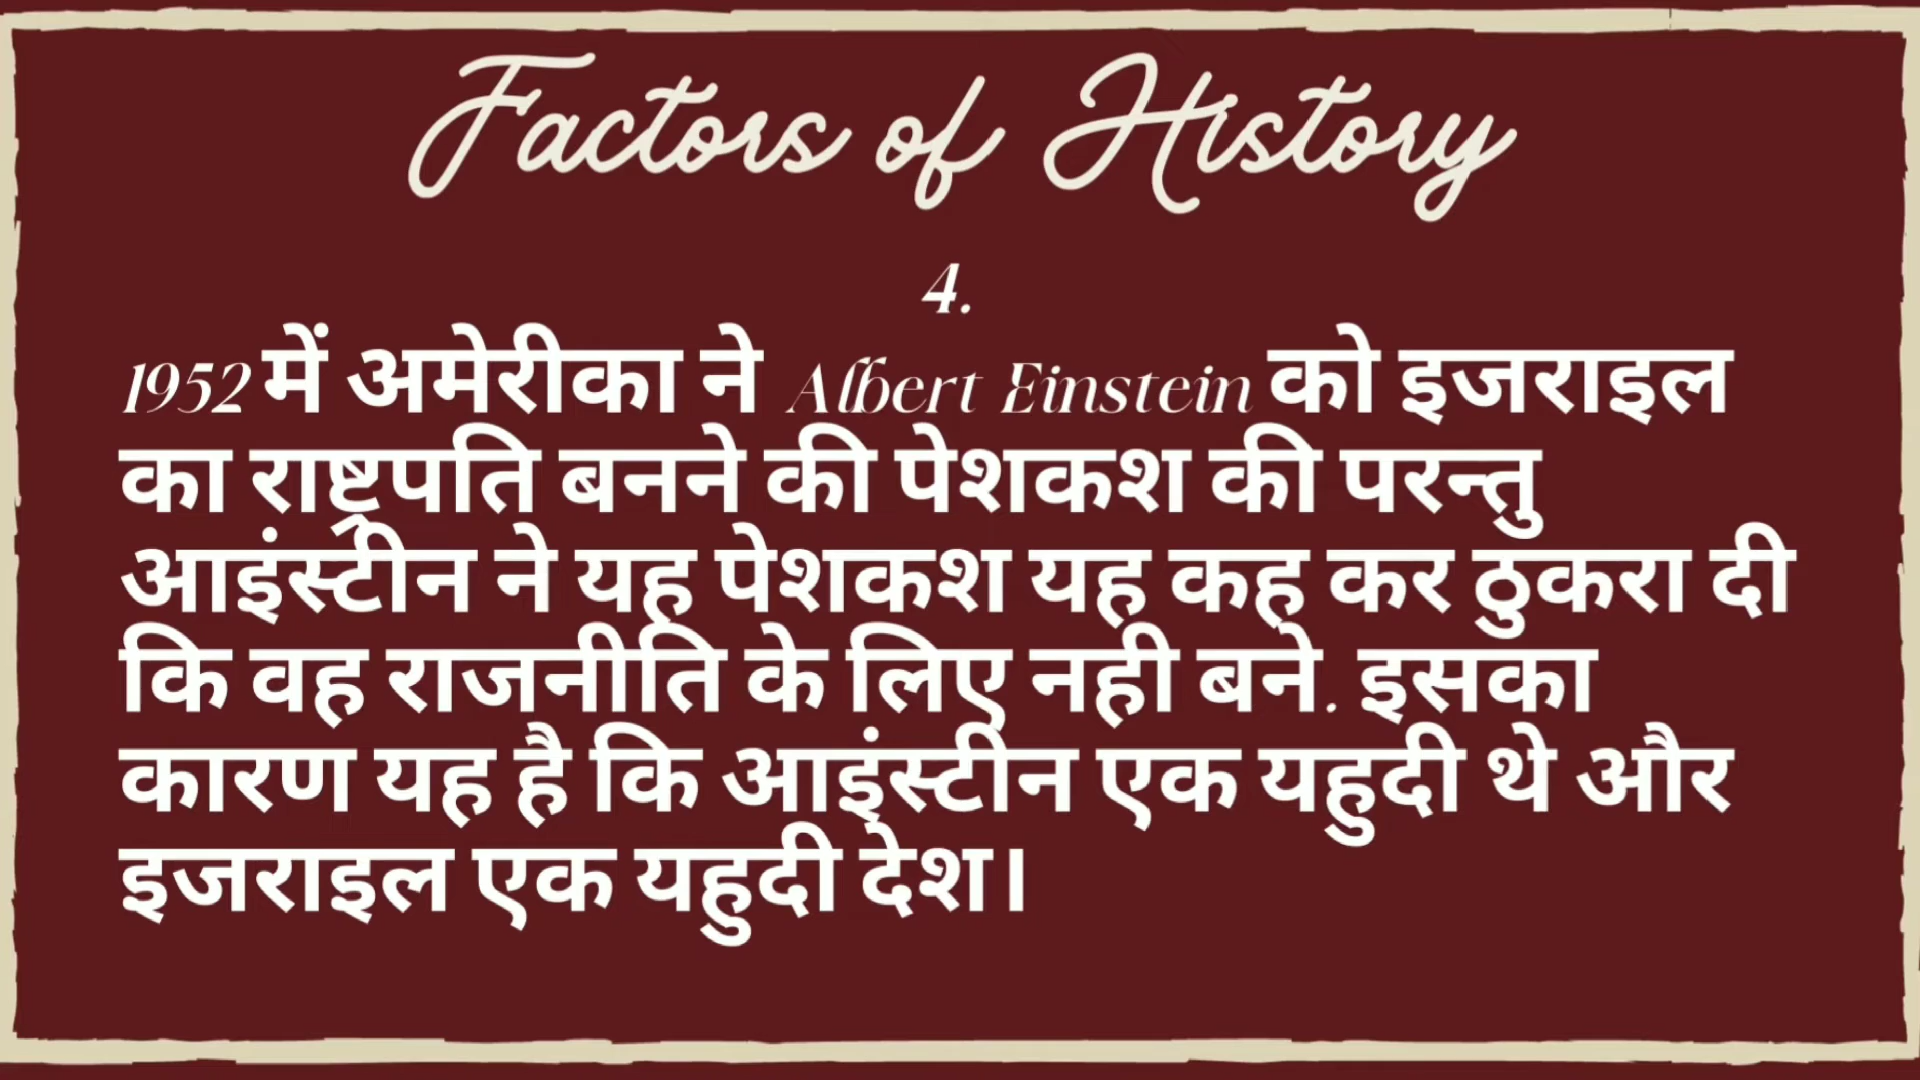 Factors of History
4.
1952 में अमेरीका ने Albert Einstein को इजराइल
का राष्ट्रपति बनने की पेशकश की परन्तु
आइंस्टीन ने यह पेशकश यह कह कर ठुकरा दी
कि वह राजनीति के लिए नही बने. इसका
कारण यह है कि आइंस्टीन एक यहुदी थे और
इजराइल एक यहुदी देश।